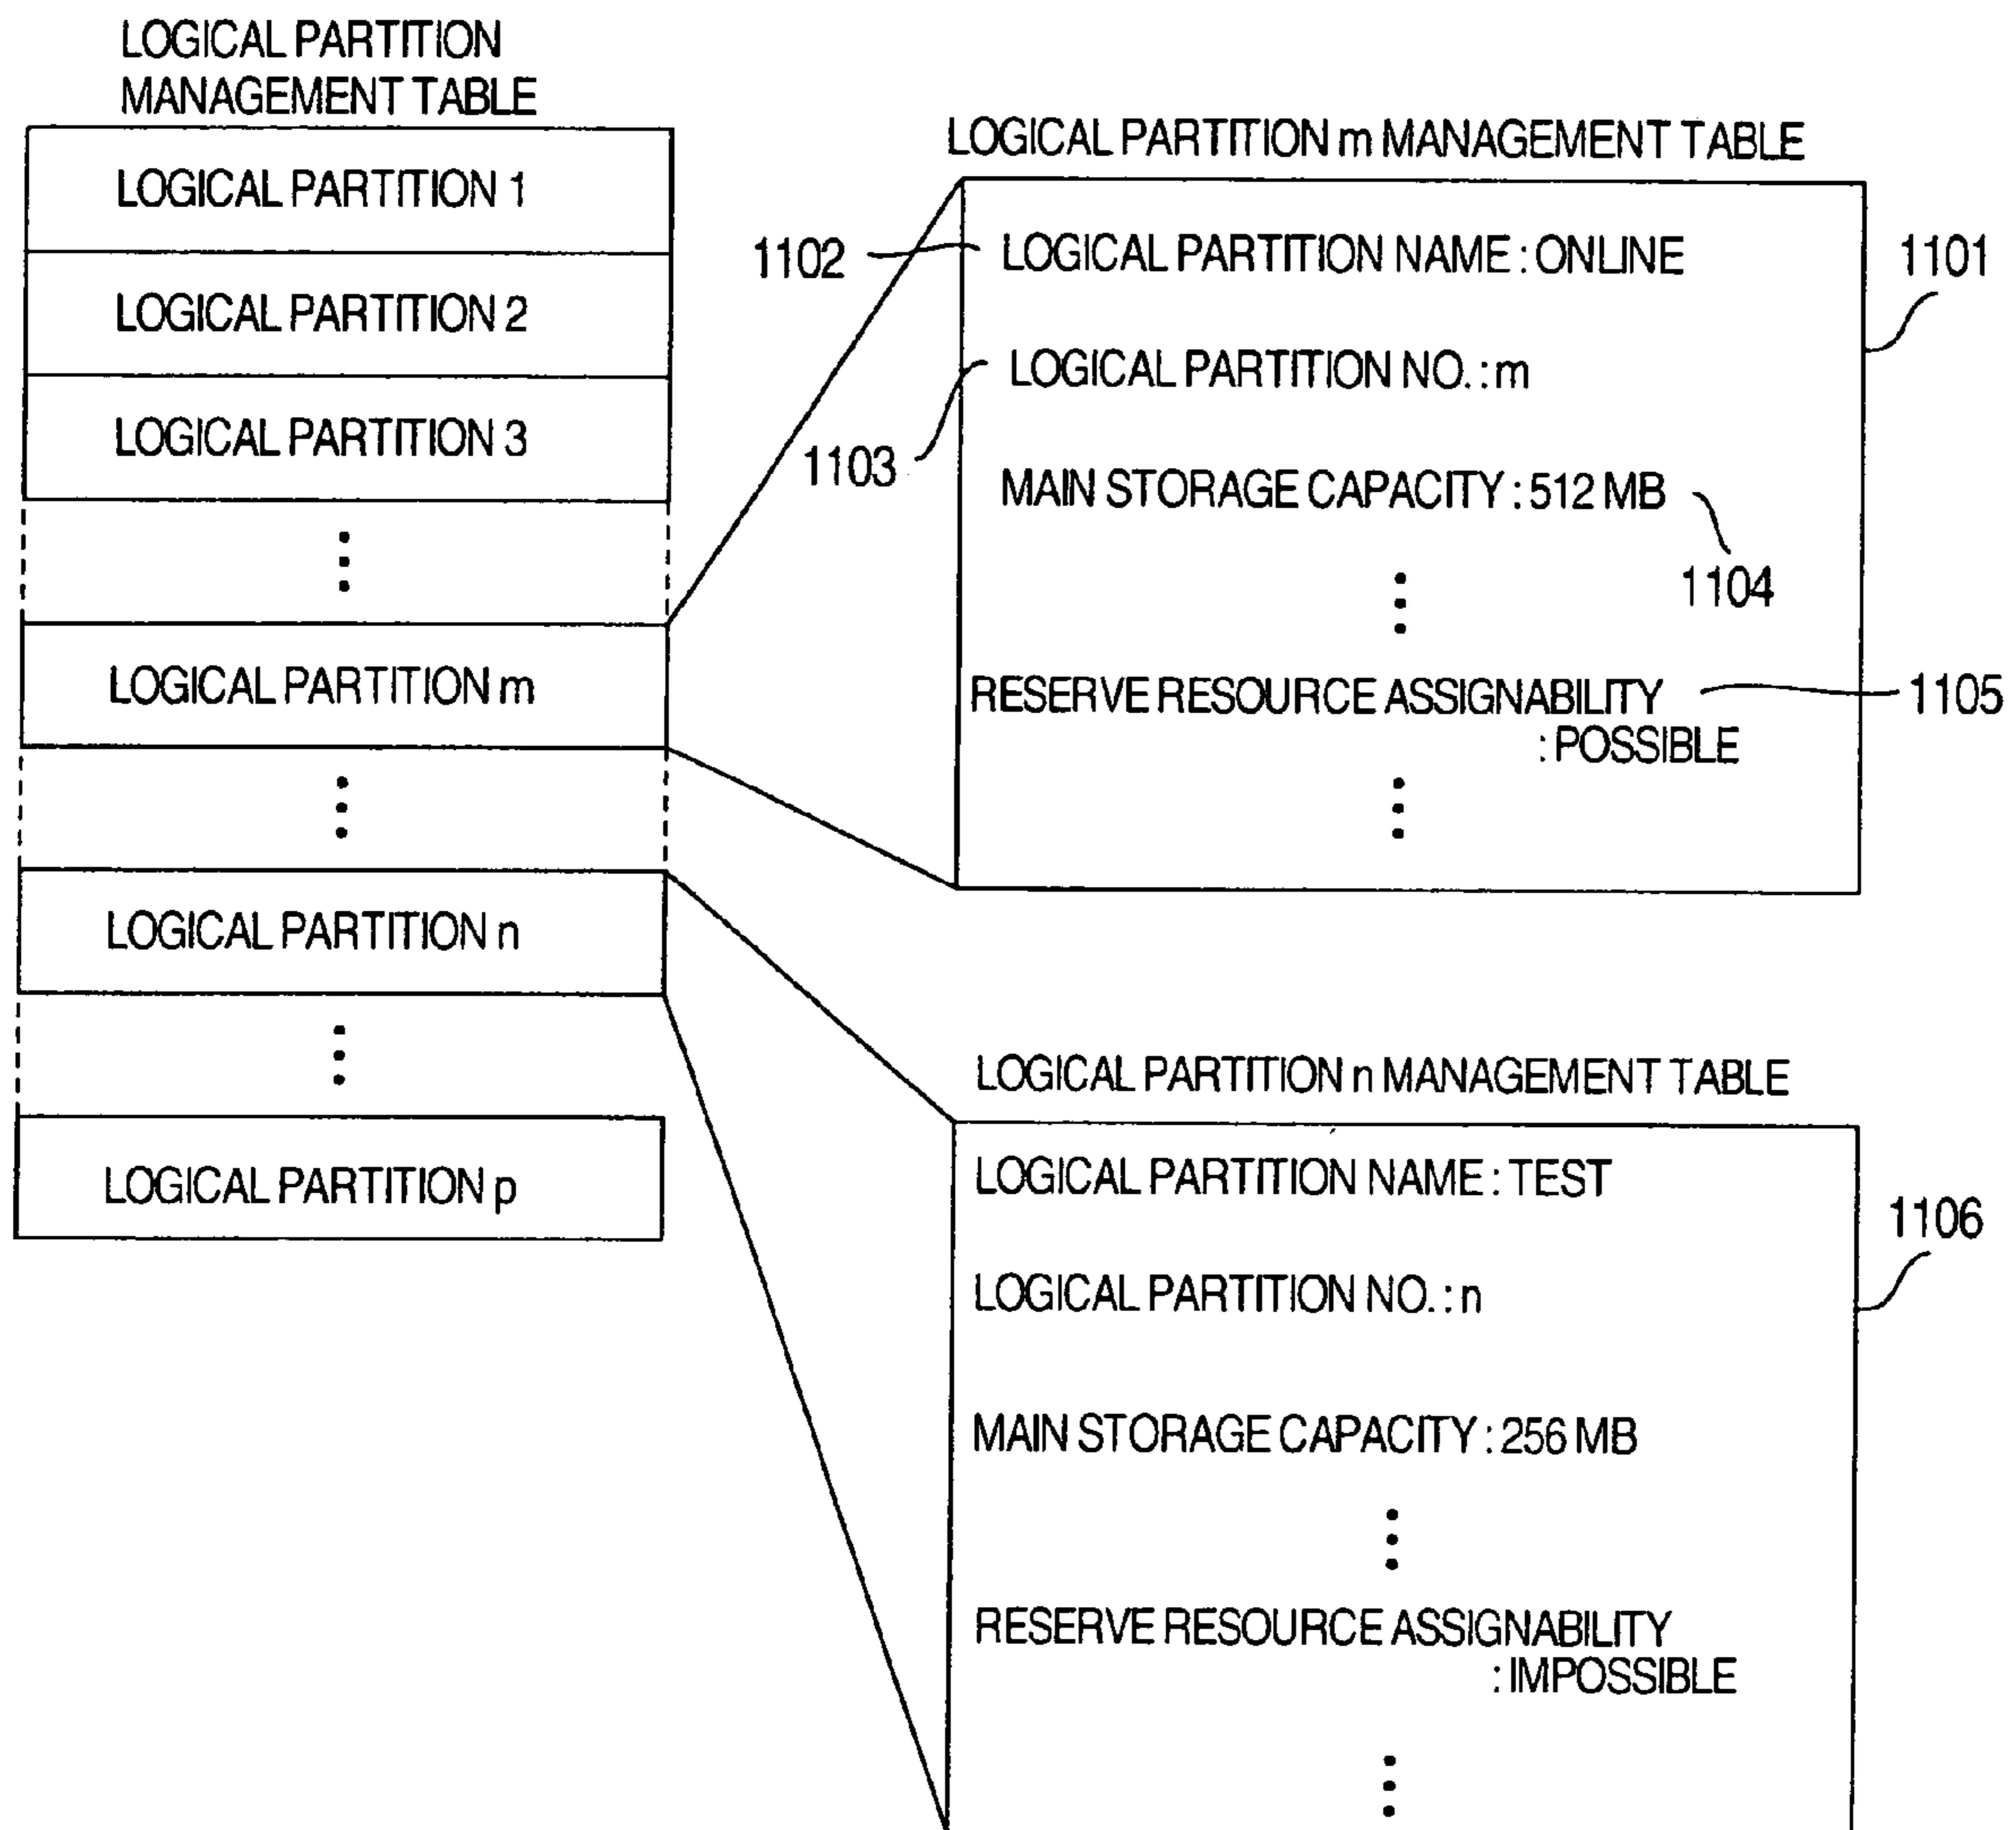 LOGICAL PARTITION
MANAGEMENT TABLE
LOGICAL PARTITION 1
LOGICAL PARTITION 2
LOGICAL PARTITION 3
LOGICAL PARTITION m
LOGICAL PARTITION n
LOGICAL PARTITION p
LOGICAL PARTITION m MANAGEMENT TABLE
1101
1102
LOGICAL PARTITION NAME : ONLINE
LOGICAL PARTITION NO. : m
1103
MAIN STORAGE CAPACITY : 512 MB
1104
RESERVE RESOURCE ASSIGNABILITY
: POSSIBLE
1105
LOGICAL PARTITION n MANAGEMENT TABLE
LOGICAL PARTITION NAME : TEST
1106
LOGICAL PARTITION NO. : n
MAIN STORAGE CAPACITY : 256 MB
RESERVE RESOURCE ASSIGNABILITY
: IMPOSSIBLE